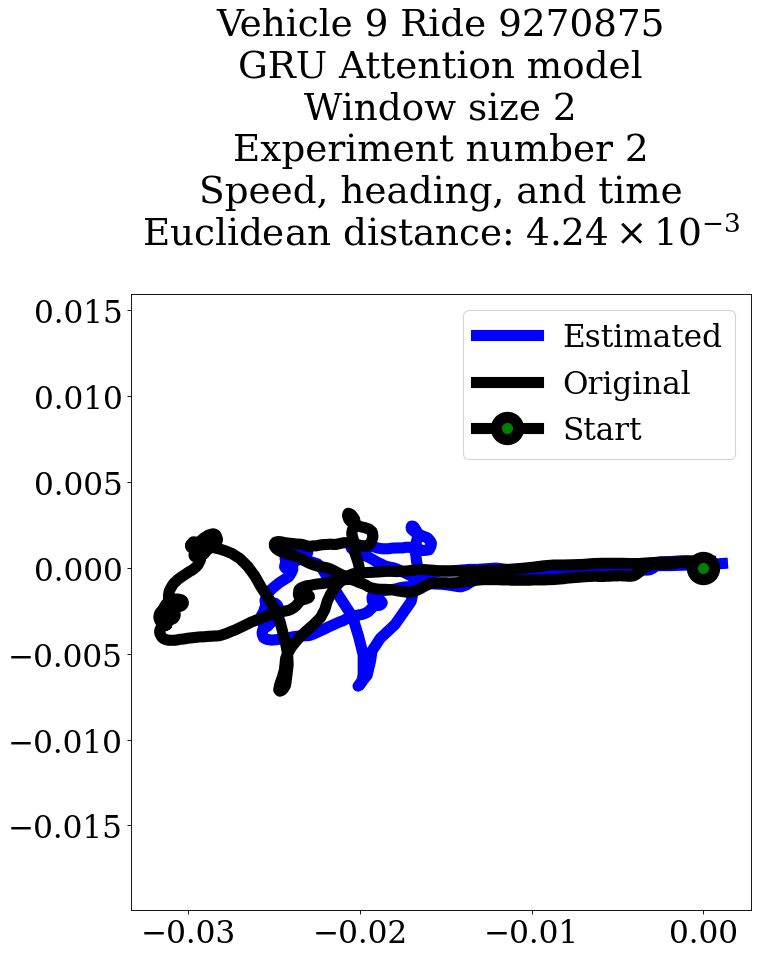 Vehicle 9 Ride 9270875
GRU Attention model
Window size 2
Experiment number 2
Speed, heading, and time
Euclidean distance: 4.24 × 10⁻³
Estimated
Original
Start
0.015
0.010
0.005
0.000
−0.005
−0.010
−0.015
−0.03 −0.02 −0.01 0.00